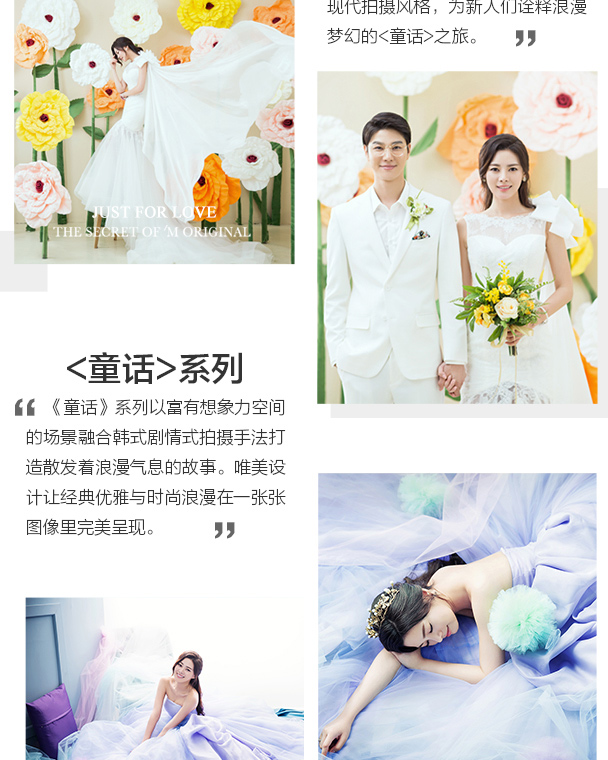 现代拍摄风格，为新人们诠释浪漫
梦幻的<童话>之旅。 ”
JUST FOR LOVE
THE SECRET OF 'M ORIGINAL
<童话>系列
“ 《童话》系列以富有想象力空间
的场景融合韩式剧情式拍摄手法打
造散发着浪漫气息的故事。唯美设
计让经典优雅与时尚浪漫在一张张
图像里完美呈现。 ”